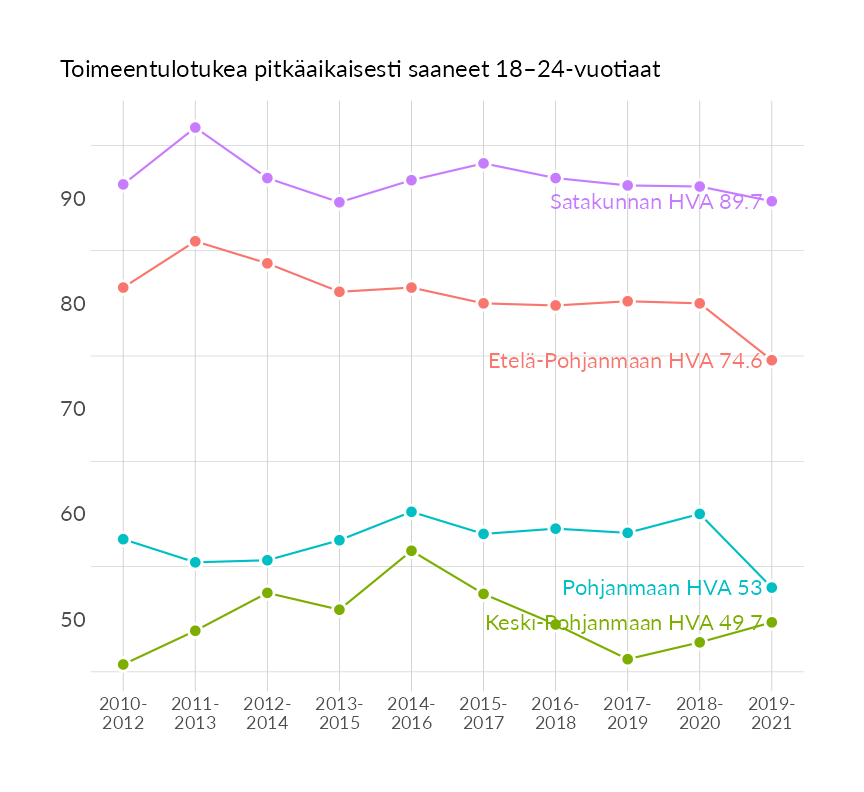 Toimeentulotukea pitkäaikaisesti saaneet 18–24-vuotiaat
90
Satakunnan HVA 89.7
80
Etelä-Pohjanmaan HVA 74.6
70
60
Pohjanmaan HVA 53
50
Keski-Pohjanmaan HVA 49.7
2010- 2011- 2012- 2013- 2014- 2015- 2016- 2017- 2018- 2019-
2012 2013 2014 2015 2016 2017 2018 2019 2020 2021